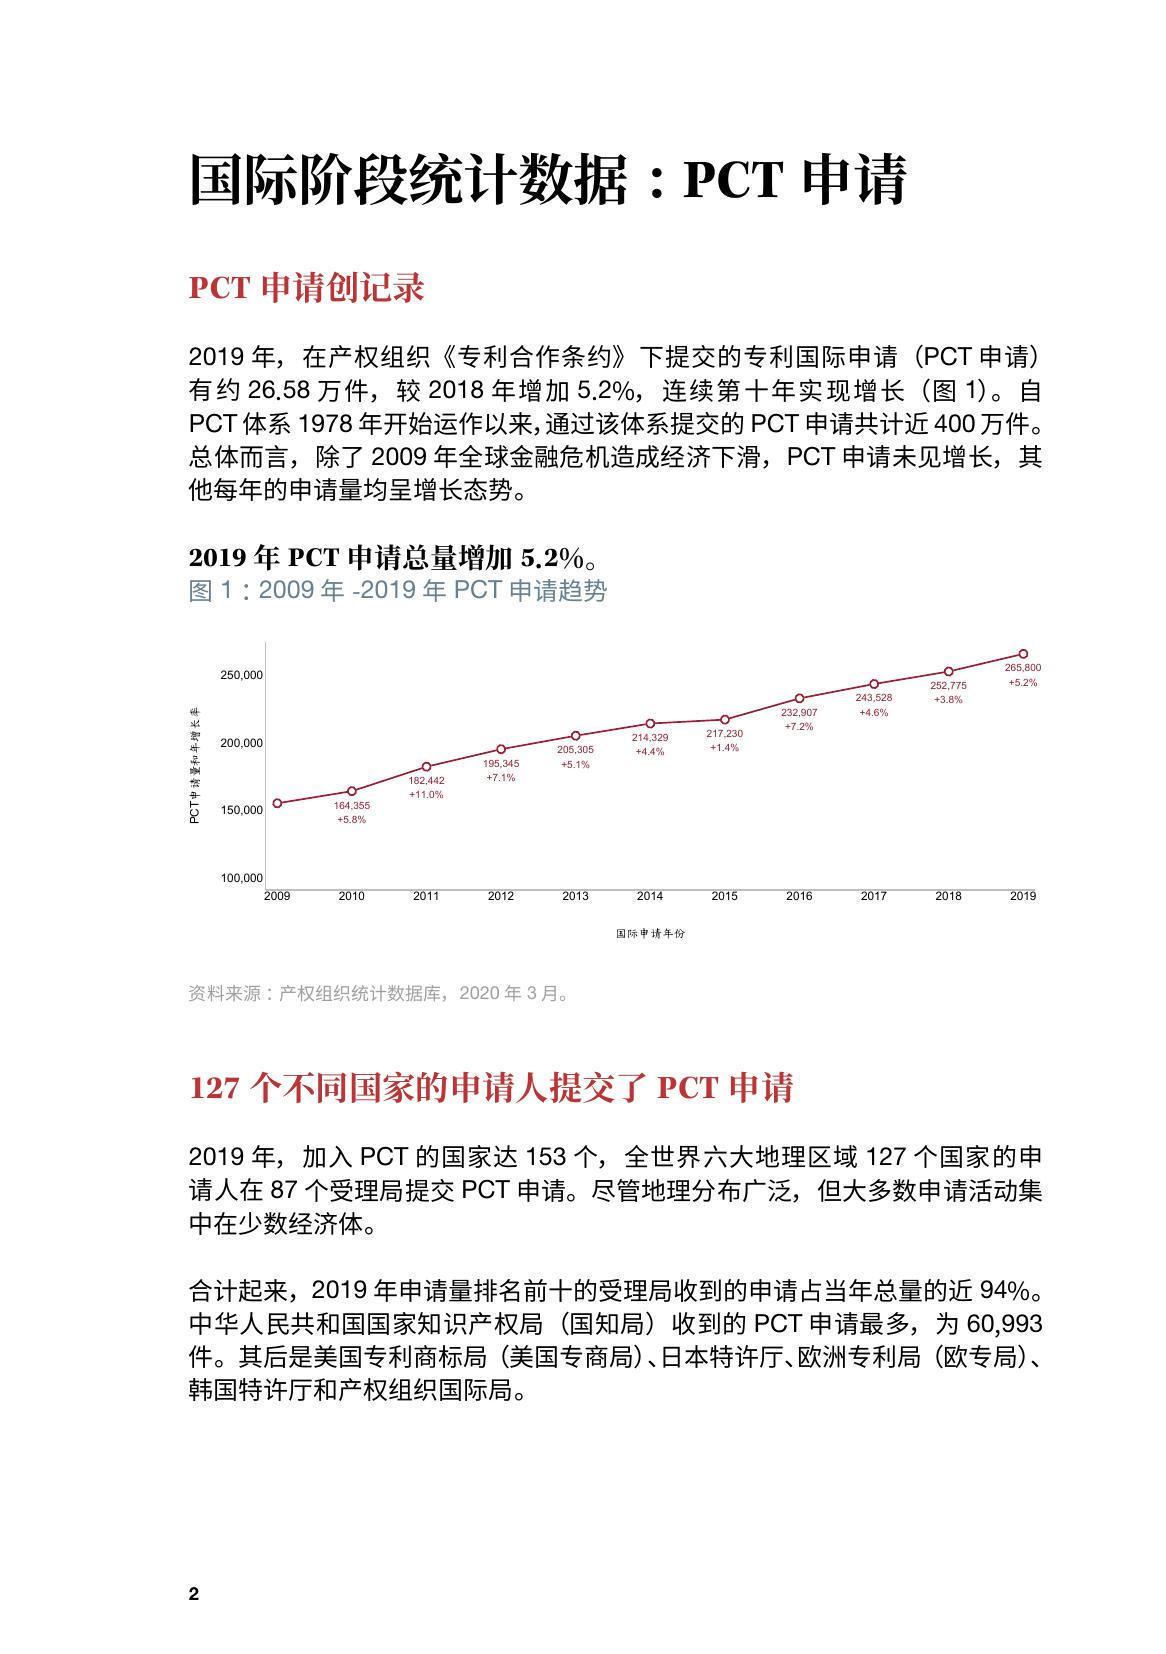 国际阶段统计数据：PCT 申请
PCT 申请创记录
2019 年，在产权组织《专利合作条约》下提交的专利国际申请（PCT 申请）
有约 26.58 万件，较 2018 年增加 5.2%，连续第十年实现增长（图 1）。自
PCT 体系 1978 年开始运作以来，通过该体系提交的 PCT 申请共计近 400 万件。
总体而言，除了 2009 年全球金融危机造成经济下滑，PCT 申请未见增长，其
他每年的申请量均呈增长态势。
2019 年 PCT 申请总量增加 5.2%。
图 1：2009 年 -2019 年 PCT 申请趋势
PCT申请量和年增长率
250,000
200,000
150,000
100,000
164,355
+5.8%
182,442
+11.0%
195,345
+7.1%
205,305
+5.1%
214,329
+4.4%
217,230
+1.4%
232,907
+7.2%
243,528
+4.6%
252,775
+3.8%
265,800
+5.2%
2009 2010 2011 2012 2013 2014 2015 2016 2017 2018 2019
国际申请年份
资料来源：产权组织统计数据库，2020 年 3 月。
127 个不同国家的申请人提交了 PCT 申请
2019 年，加入 PCT 的国家达 153 个，全世界六大地理区域 127 个国家的申
请人在 87 个受理局提交 PCT 申请。尽管地理分布广泛，但大多数申请活动集
中在少数经济体。
合计起来，2019 年申请量排名前十的受理局收到的申请占当年总量的近 94%。
中华人民共和国国家知识产权局（国知局）收到的 PCT 申请最多，为 60,993
件。其后是美国专利商标局（美国专商局）、日本特许厅、欧洲专利局（欧专局）、
韩国特许厅和产权组织国际局。
2